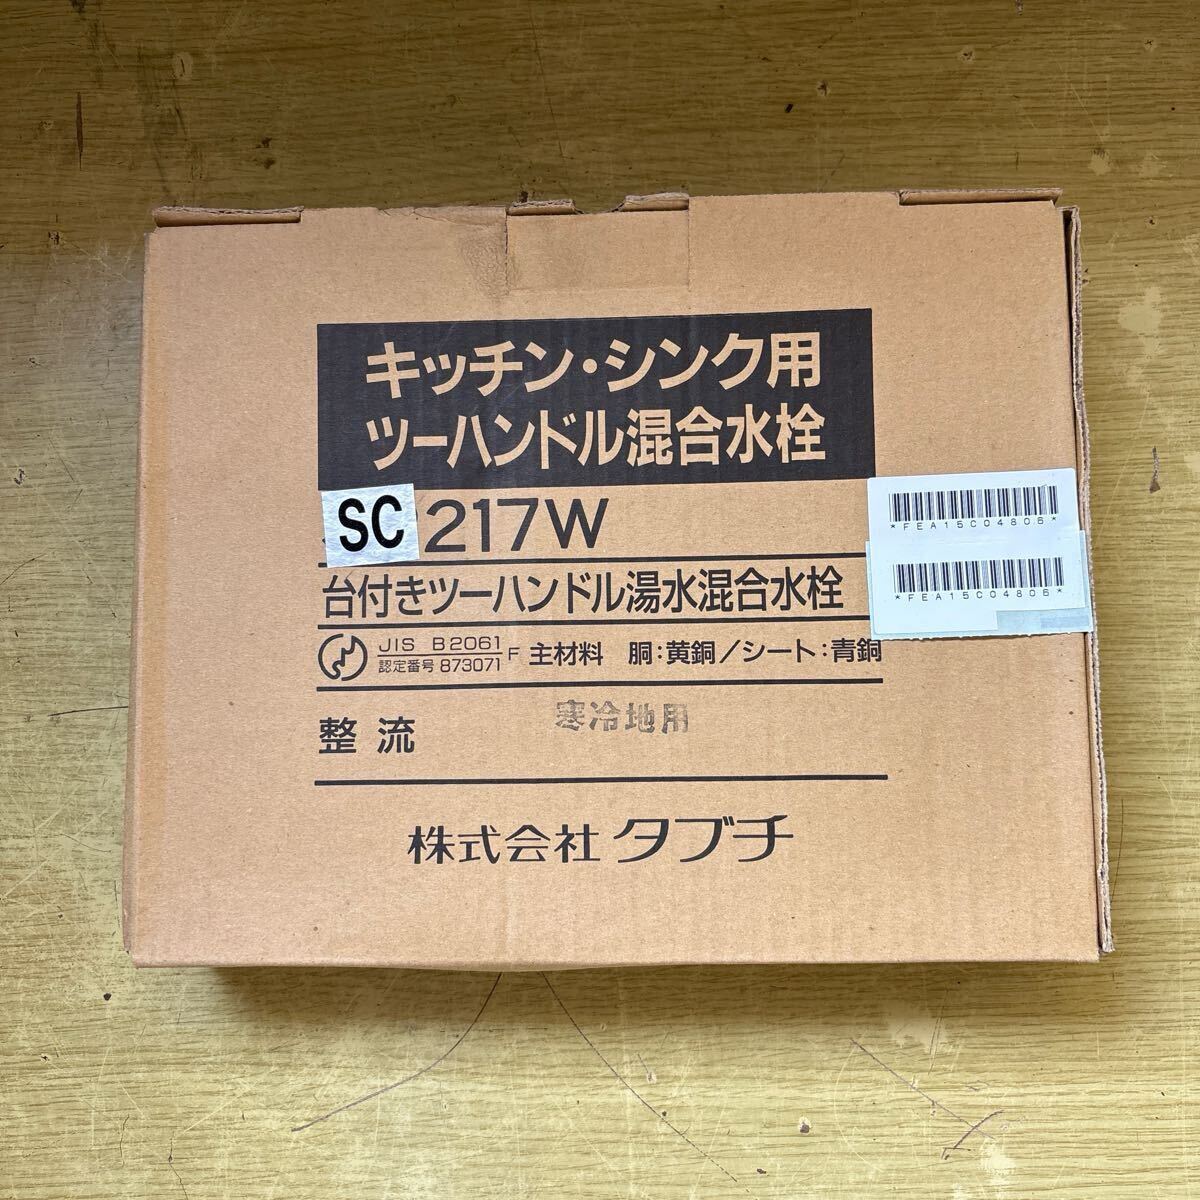 キッチン・シンク用
ツーハンドル混合水栓
SC 217W
台付きツーハンドル湯水混合水栓
JIS B2061
認定番号 873071 F 主材料 胴:黄銅/シート:青銅
整流 寒冷地用
株式会社タブチ
*FEA15C04806*
*FEA15C04806*